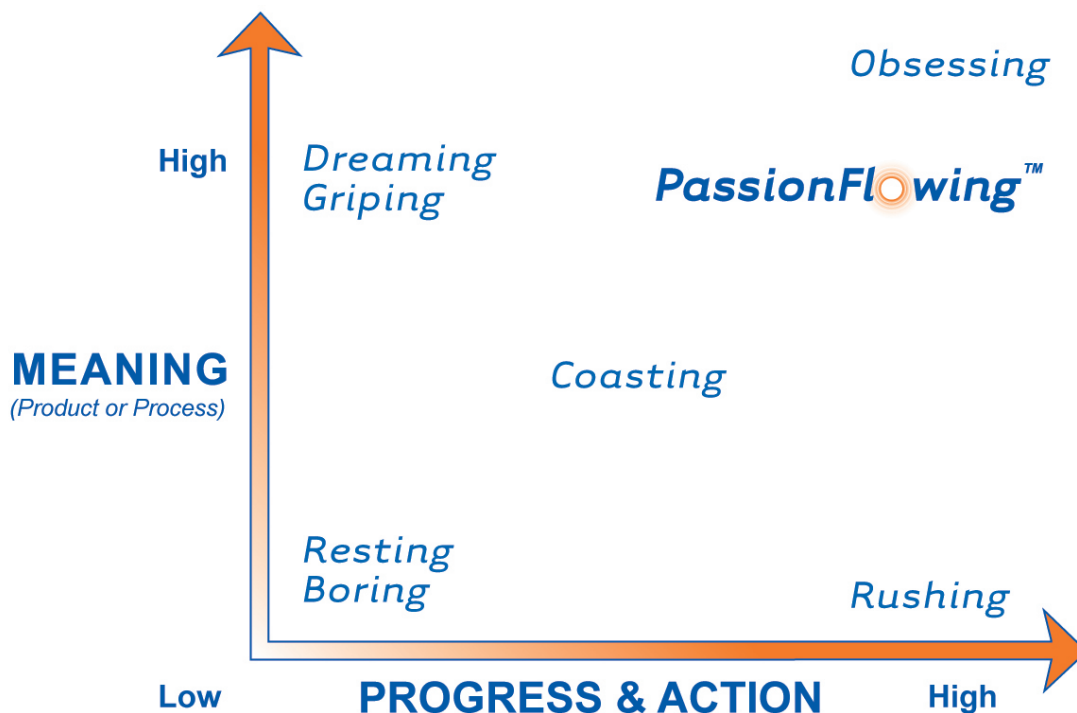 Obsessing
High
Dreaming
Griping
PassionFlowing™
MEANING
(Product or Process)
Coasting
Resting
Boring
Rushing
Low
PROGRESS & ACTION
High